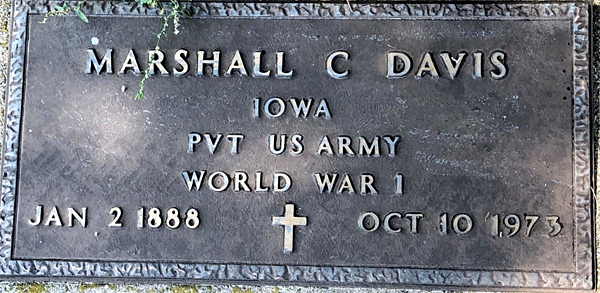 MARSHALL C DAVIS
IOWA
PVT US ARMY
WORLD WAR I
JAN 2 1888 OCT 10 1973